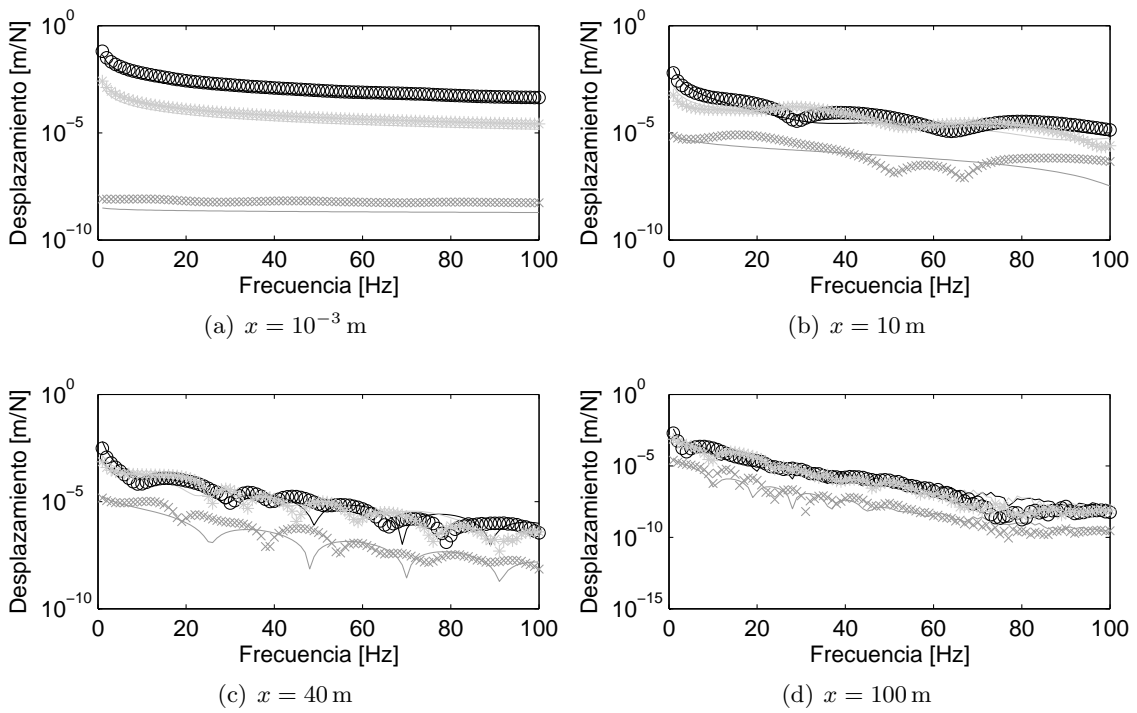 Desplazamiento [m/N]
10^0
10^-5
10^-10
0 20 40 60 80 100
Frecuencia [Hz]
(a) x = 10^-3 m
Desplazamiento [m/N]
10^0
10^-5
10^-10
0 20 40 60 80 100
Frecuencia [Hz]
(b) x = 10 m
Desplazamiento [m/N]
10^0
10^-5
10^-10
0 20 40 60 80 100
Frecuencia [Hz]
(c) x = 40 m
Desplazamiento [m/N]
10^0
10^-5
10^-10
10^-15
0 20 40 60 80 100
Frecuencia [Hz]
(d) x = 100 m